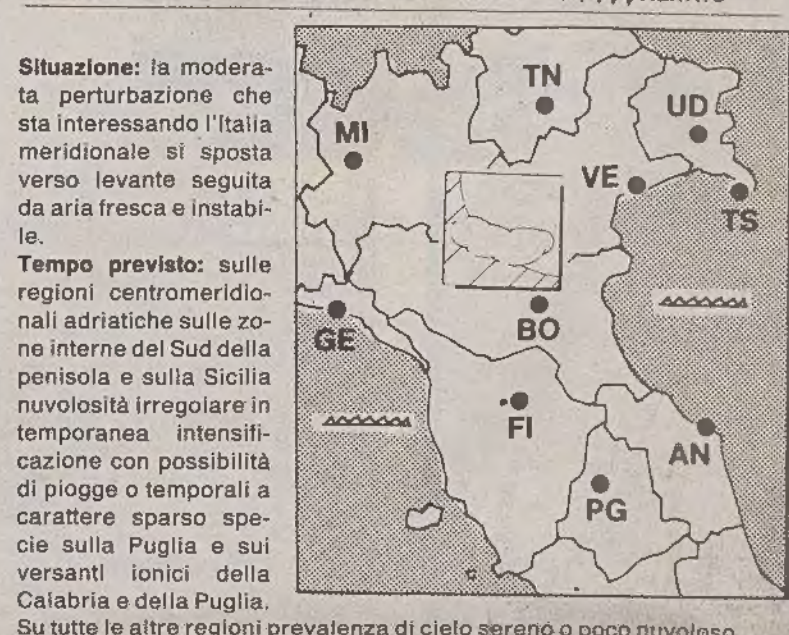 Situazione: la modera-
ta perturbazione che
sta interessando l'Italia
meridionale si sposta
verso levante seguita
da aria fresca e instabi-
le.
Tempo previsto: sulle
regioni centromeridio-
nali adriatiche sulle zo-
ne interne del Sud della
penisola e sulla Sicilia
nuvolosità irregolare in
temporanea intensifi-
cazione con possibilità
di piogge o temporali a
carattere sparso spe-
cie sulla Puglia e sui
versanti ionici della
Calabria e della Puglia.
Su tutte le altre regioni prevalenza di cielo sereno o poco nuvoloso
TN
UD
MI
VE
TS
GE
BO
FI
AN
PG